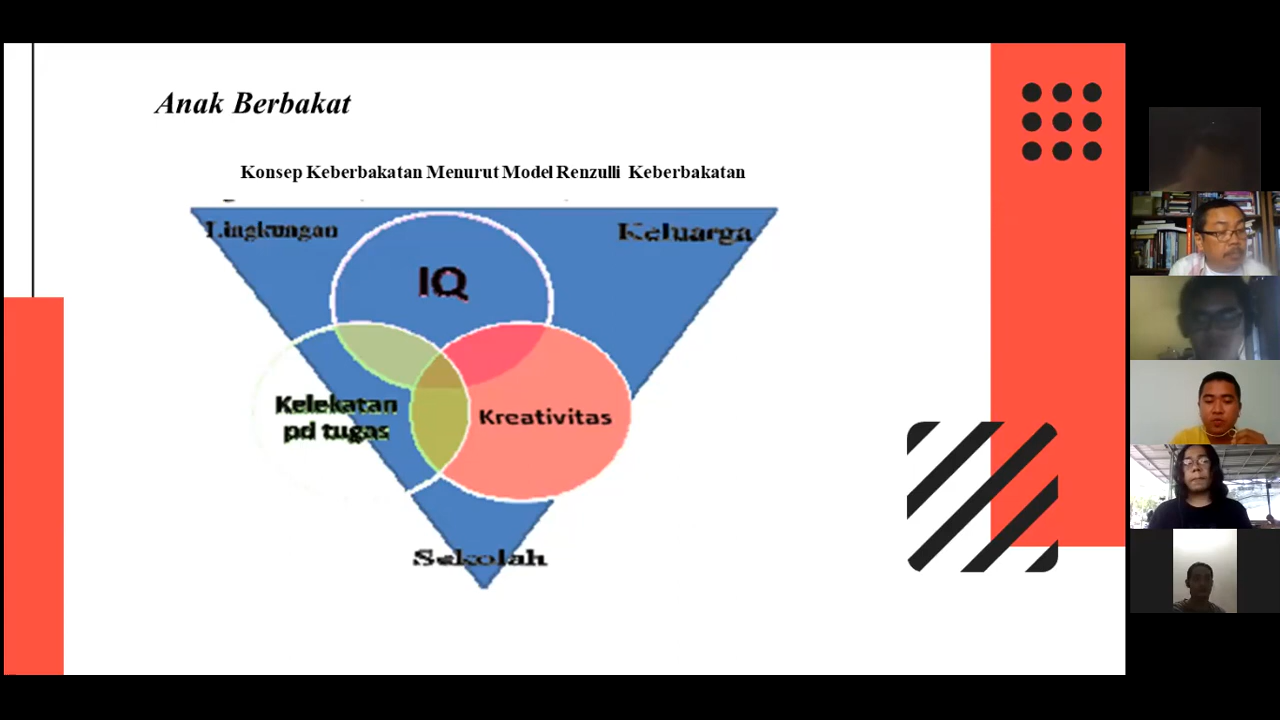 Anak Berbakat
Konsep Keberbakatan Menurut Model Renzulli Keberbakatan
Lingkungan
Keluarga
IQ
Kelekatan
pd tugas
Kreativitas
Sekolah